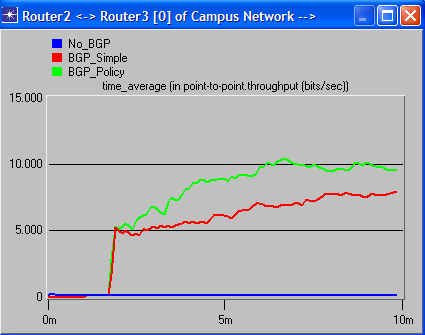 Router2 <-> Router3 [0] of Campus Network -->
No_BGP
BGP_Simple
BGP_Policy
time_average (in point-to-point.throughput (bits/sec))
15.000
10.000
5.000
0
0m 5m 10m